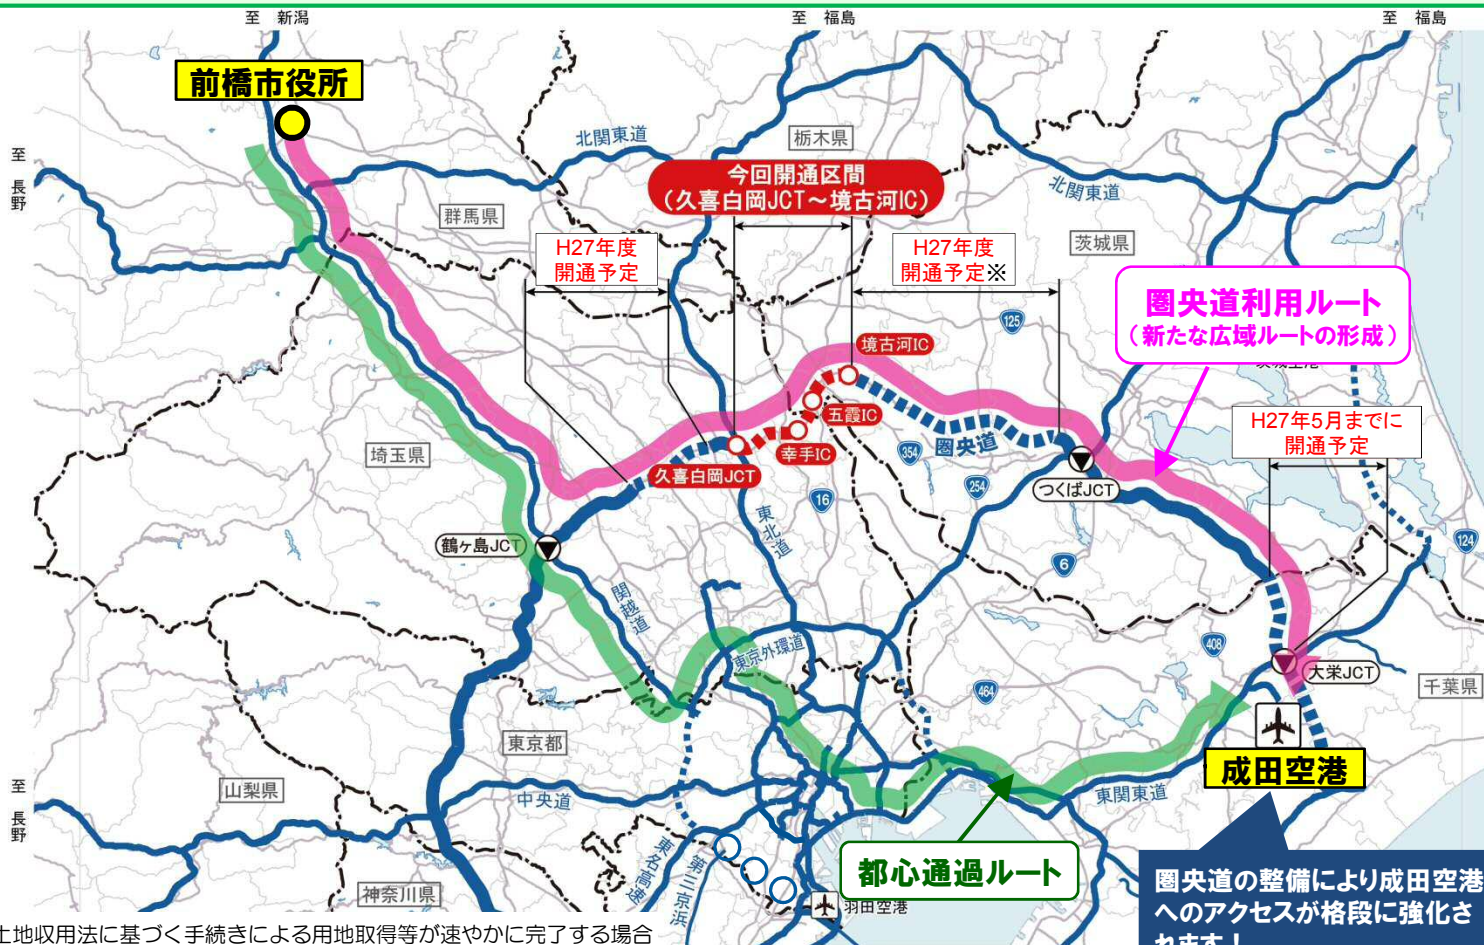 至 新潟
至 福島
至 福島
前橋市役所
北関東道
栃木県
至
長野
今回開通区間
(久喜白岡JCT~境古河IC)
北関東道
群馬県
茨城県
H27年度
開通予定
H27年度
開通予定※
圏央道利用ルート
(新たな広域ルートの形成)
125
境古河IC
H27年5月までに
開通予定
五霞IC
埼玉県
幸手IC
354
圏央道
久喜白岡JCT
254
つくばJCT
16
東北道
鶴ヶ島JCT
124
6
関越道
東京外環道
408
大栄JCT
464
千葉県
東京都
成田空港
至
長野
山梨県
中央道
東関東道
都心通過ルート
東名高速
第三京浜
神奈川県
羽田空港
圏央道の整備により成田空港
へのアクセスが格段に強化さ
れます!
土地収用法に基づく手続きによる用地取得等が速やかに完了する場合